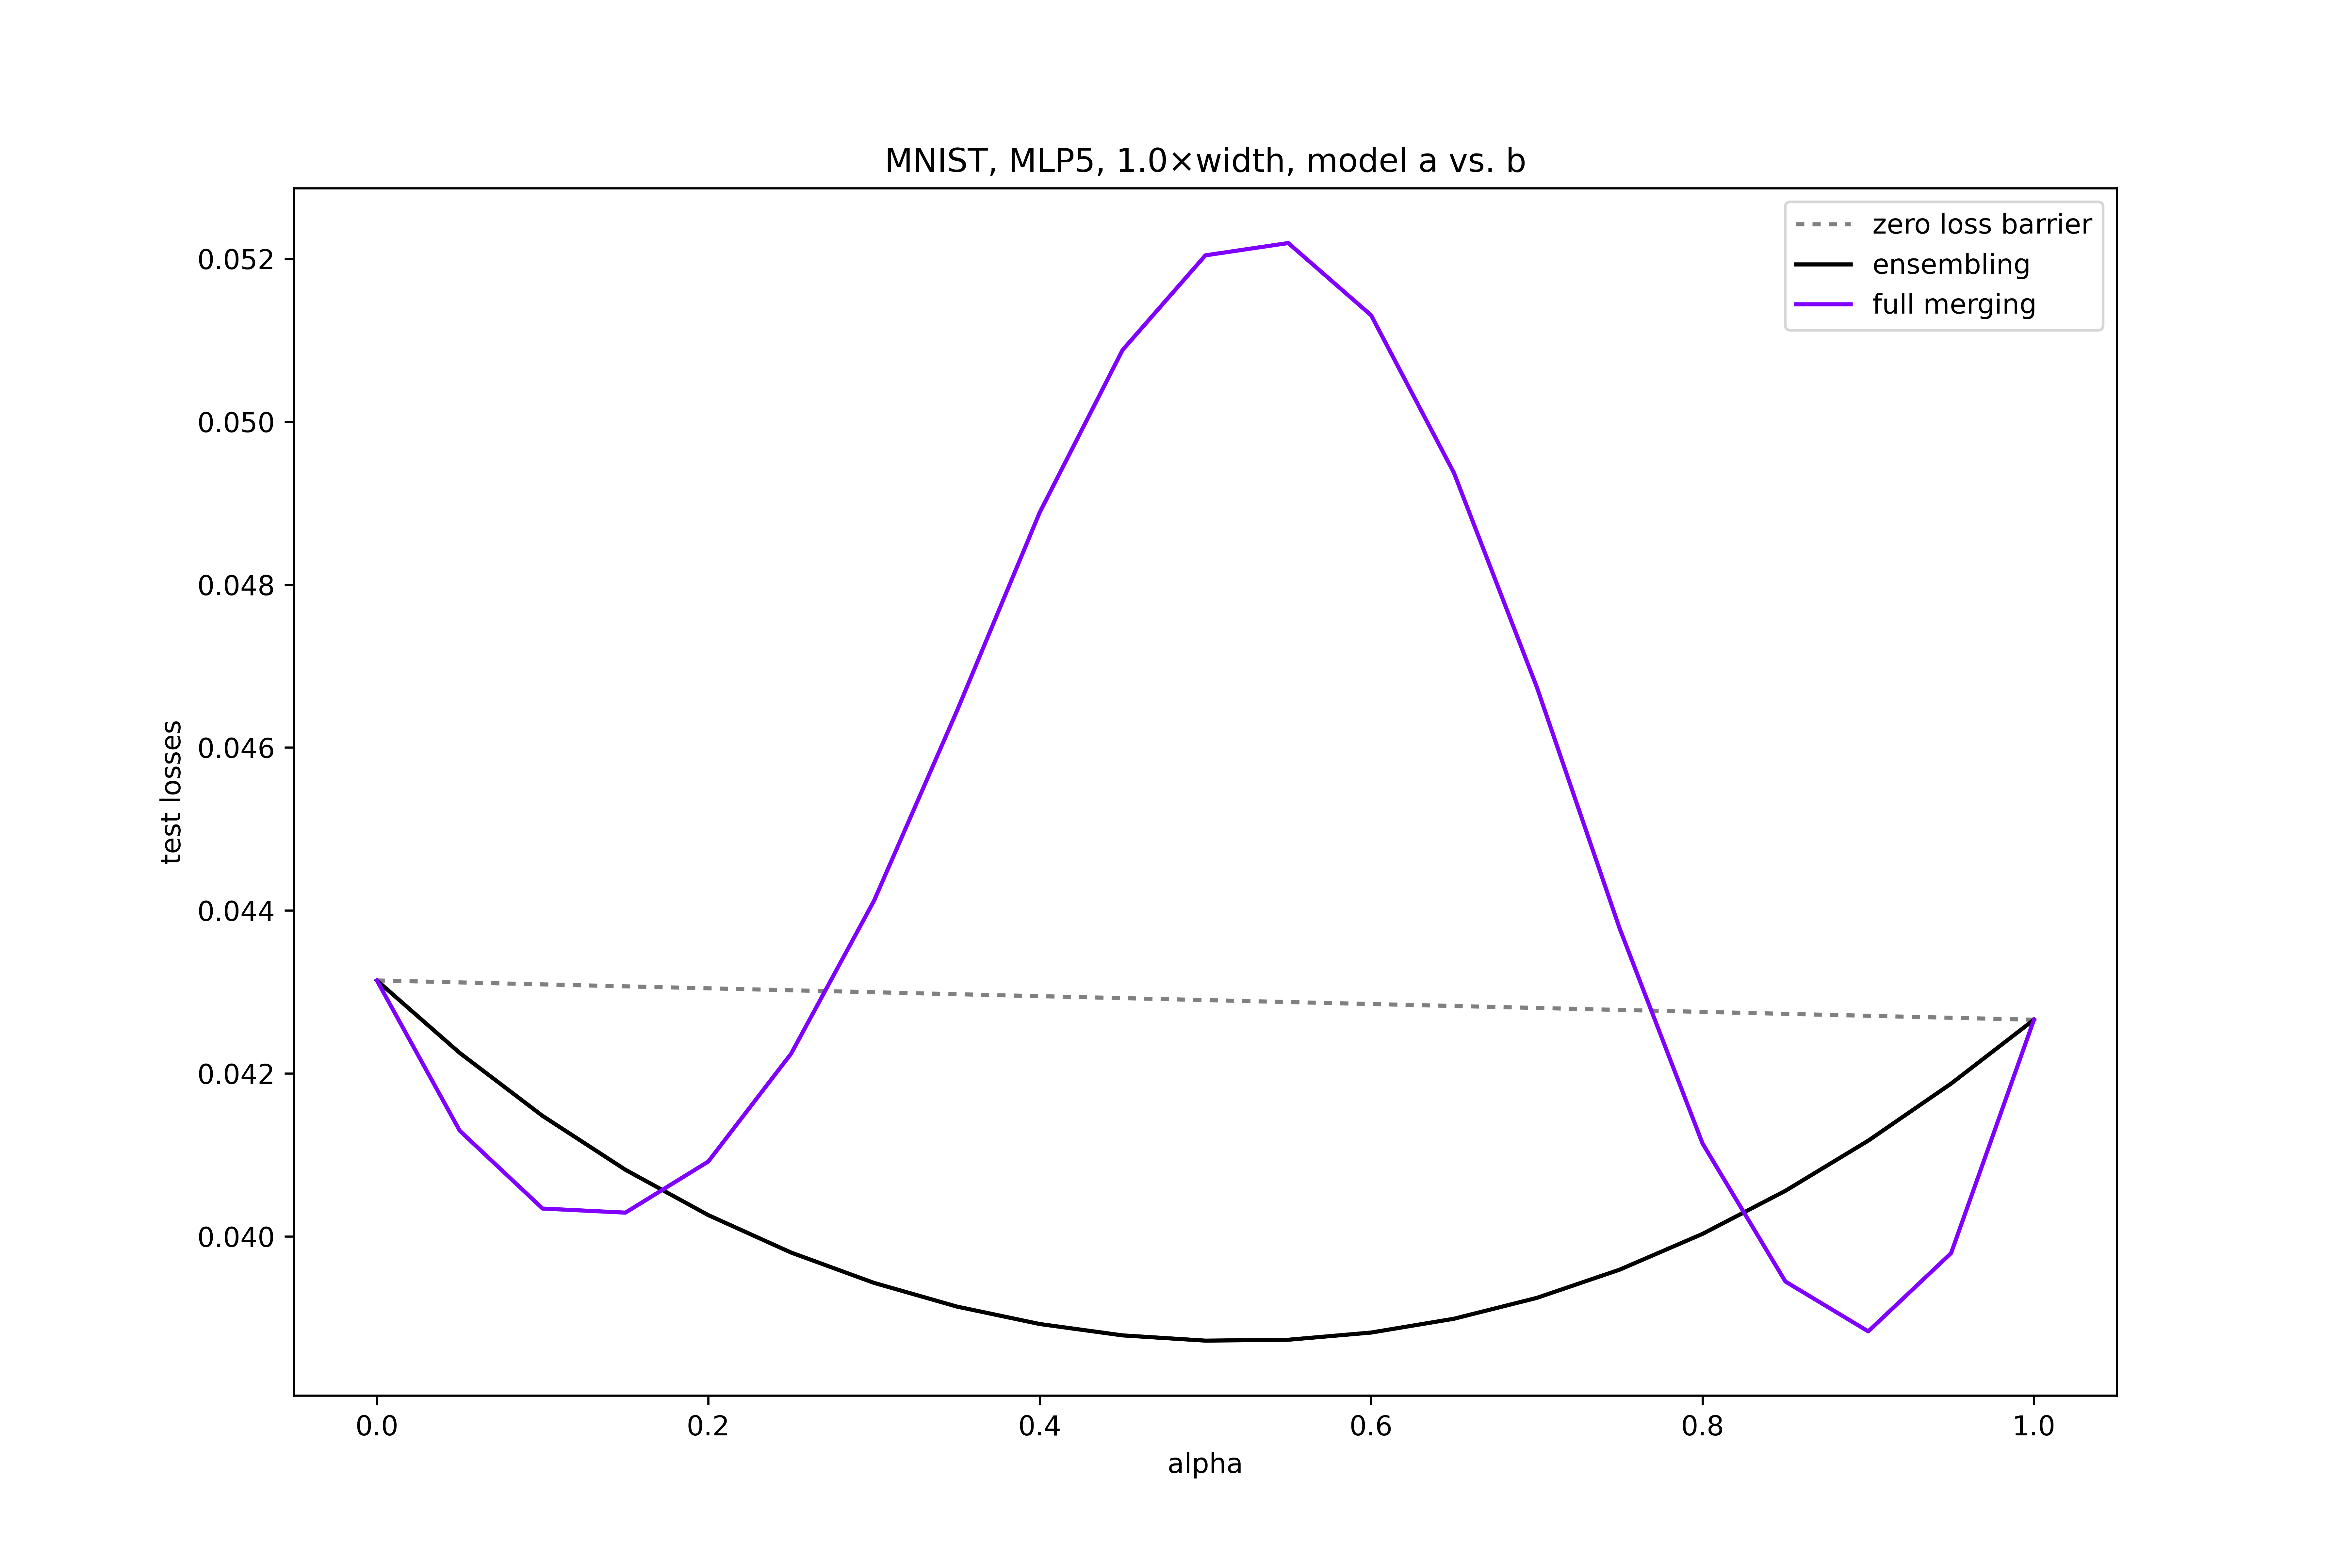 MNIST, MLP5, 1.0×width, model a vs. b
zero loss barrier
ensembling
full merging
0.052
0.050
0.048
0.046
0.044
0.042
0.040
test losses
0.0 0.2 0.4 0.6 0.8 1.0
alpha